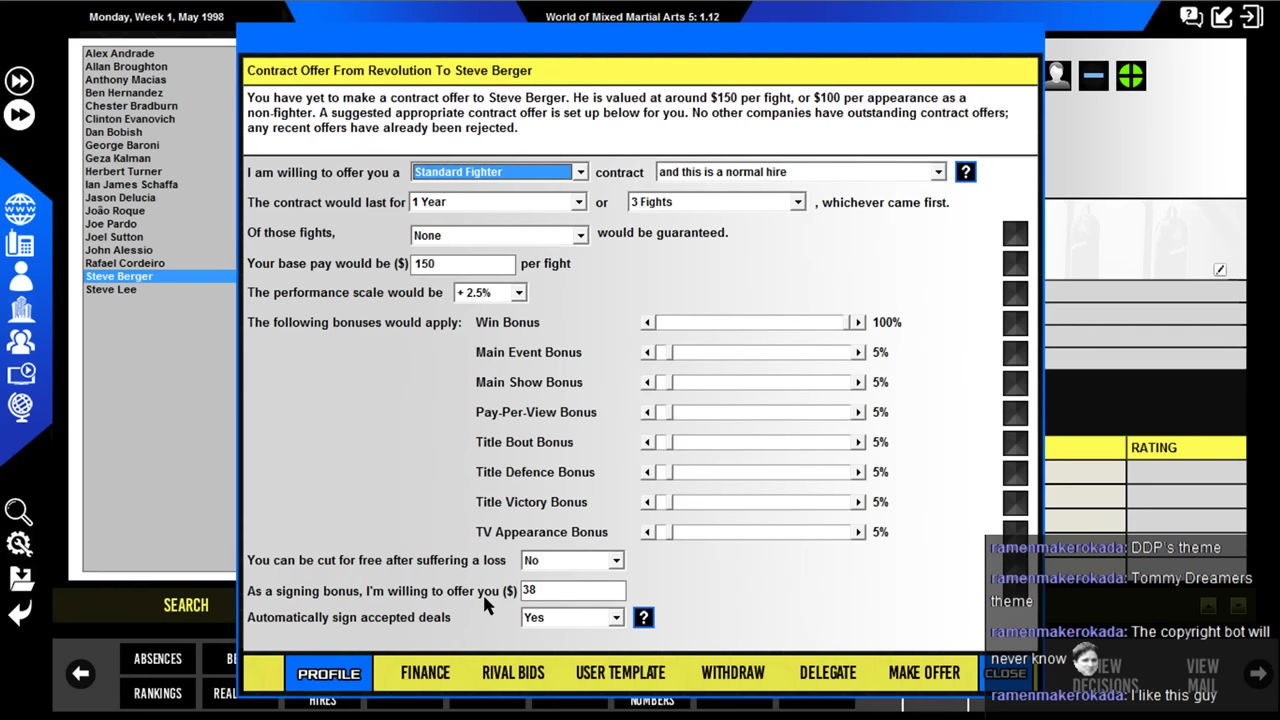 Monday, Week 1, May 1998
World of Mixed Martial Arts 5: 1.12
Alex Andrade
Allan Broughton
Anthony Macias
Ben Hernandez
Chester Bradburn
Clinton Evanovich
Dan Bobish
George Baroni
Geza Kalman
Herbert Turner
Ian James Schaffa
Jason Delucia
João Roque
Joe Pardo
Joel Sutton
John Alessio
Rafael Cordeiro
Steve Berger
Steve Lee
SEARCH
Contract Offer From Revolution To Steve Berger
You have yet to make a contract offer to Steve Berger. He is valued at around $150 per fight, or $100 per appearance as a
non-fighter. A suggested appropriate contract offer is set up below for you. No other companies have outstanding contract offers;
any recent offers have already been rejected.
I am willing to offer you a Standard Fighter contract and this is a normal hire ?
The contract would last for 1 Year or 3 Fights , whichever came first.
Of those fights, None would be guaranteed.
Your base pay would be ($) 150 per fight
The performance scale would be + 2.5%
The following bonuses would apply: Win Bonus 100%
Main Event Bonus 5%
Main Show Bonus 5%
Pay-Per-View Bonus 5%
Title Bout Bonus 5%
Title Defence Bonus 5%
Title Victory Bonus 5%
TV Appearance Bonus 5%
You can be cut for free after suffering a loss No
As a signing bonus, I'm willing to offer you ($) 38
Automatically sign accepted deals Yes ?
PROFILE FINANCE RIVAL BIDS USER TEMPLATE WITHDRAW DELEGATE MAKE OFFER CLOSE
RATING
ramenmakerokada: DDP's theme
ramenmakerokada: Tommy Dreamers
theme
ramenmakerokada: The copyright bot will
never know
ramenmakerokada: I like this guy
ABSENCES
RANKINGS
HIRES
NUMBERS
DECISIONS
VIEW
MAIL
WWW